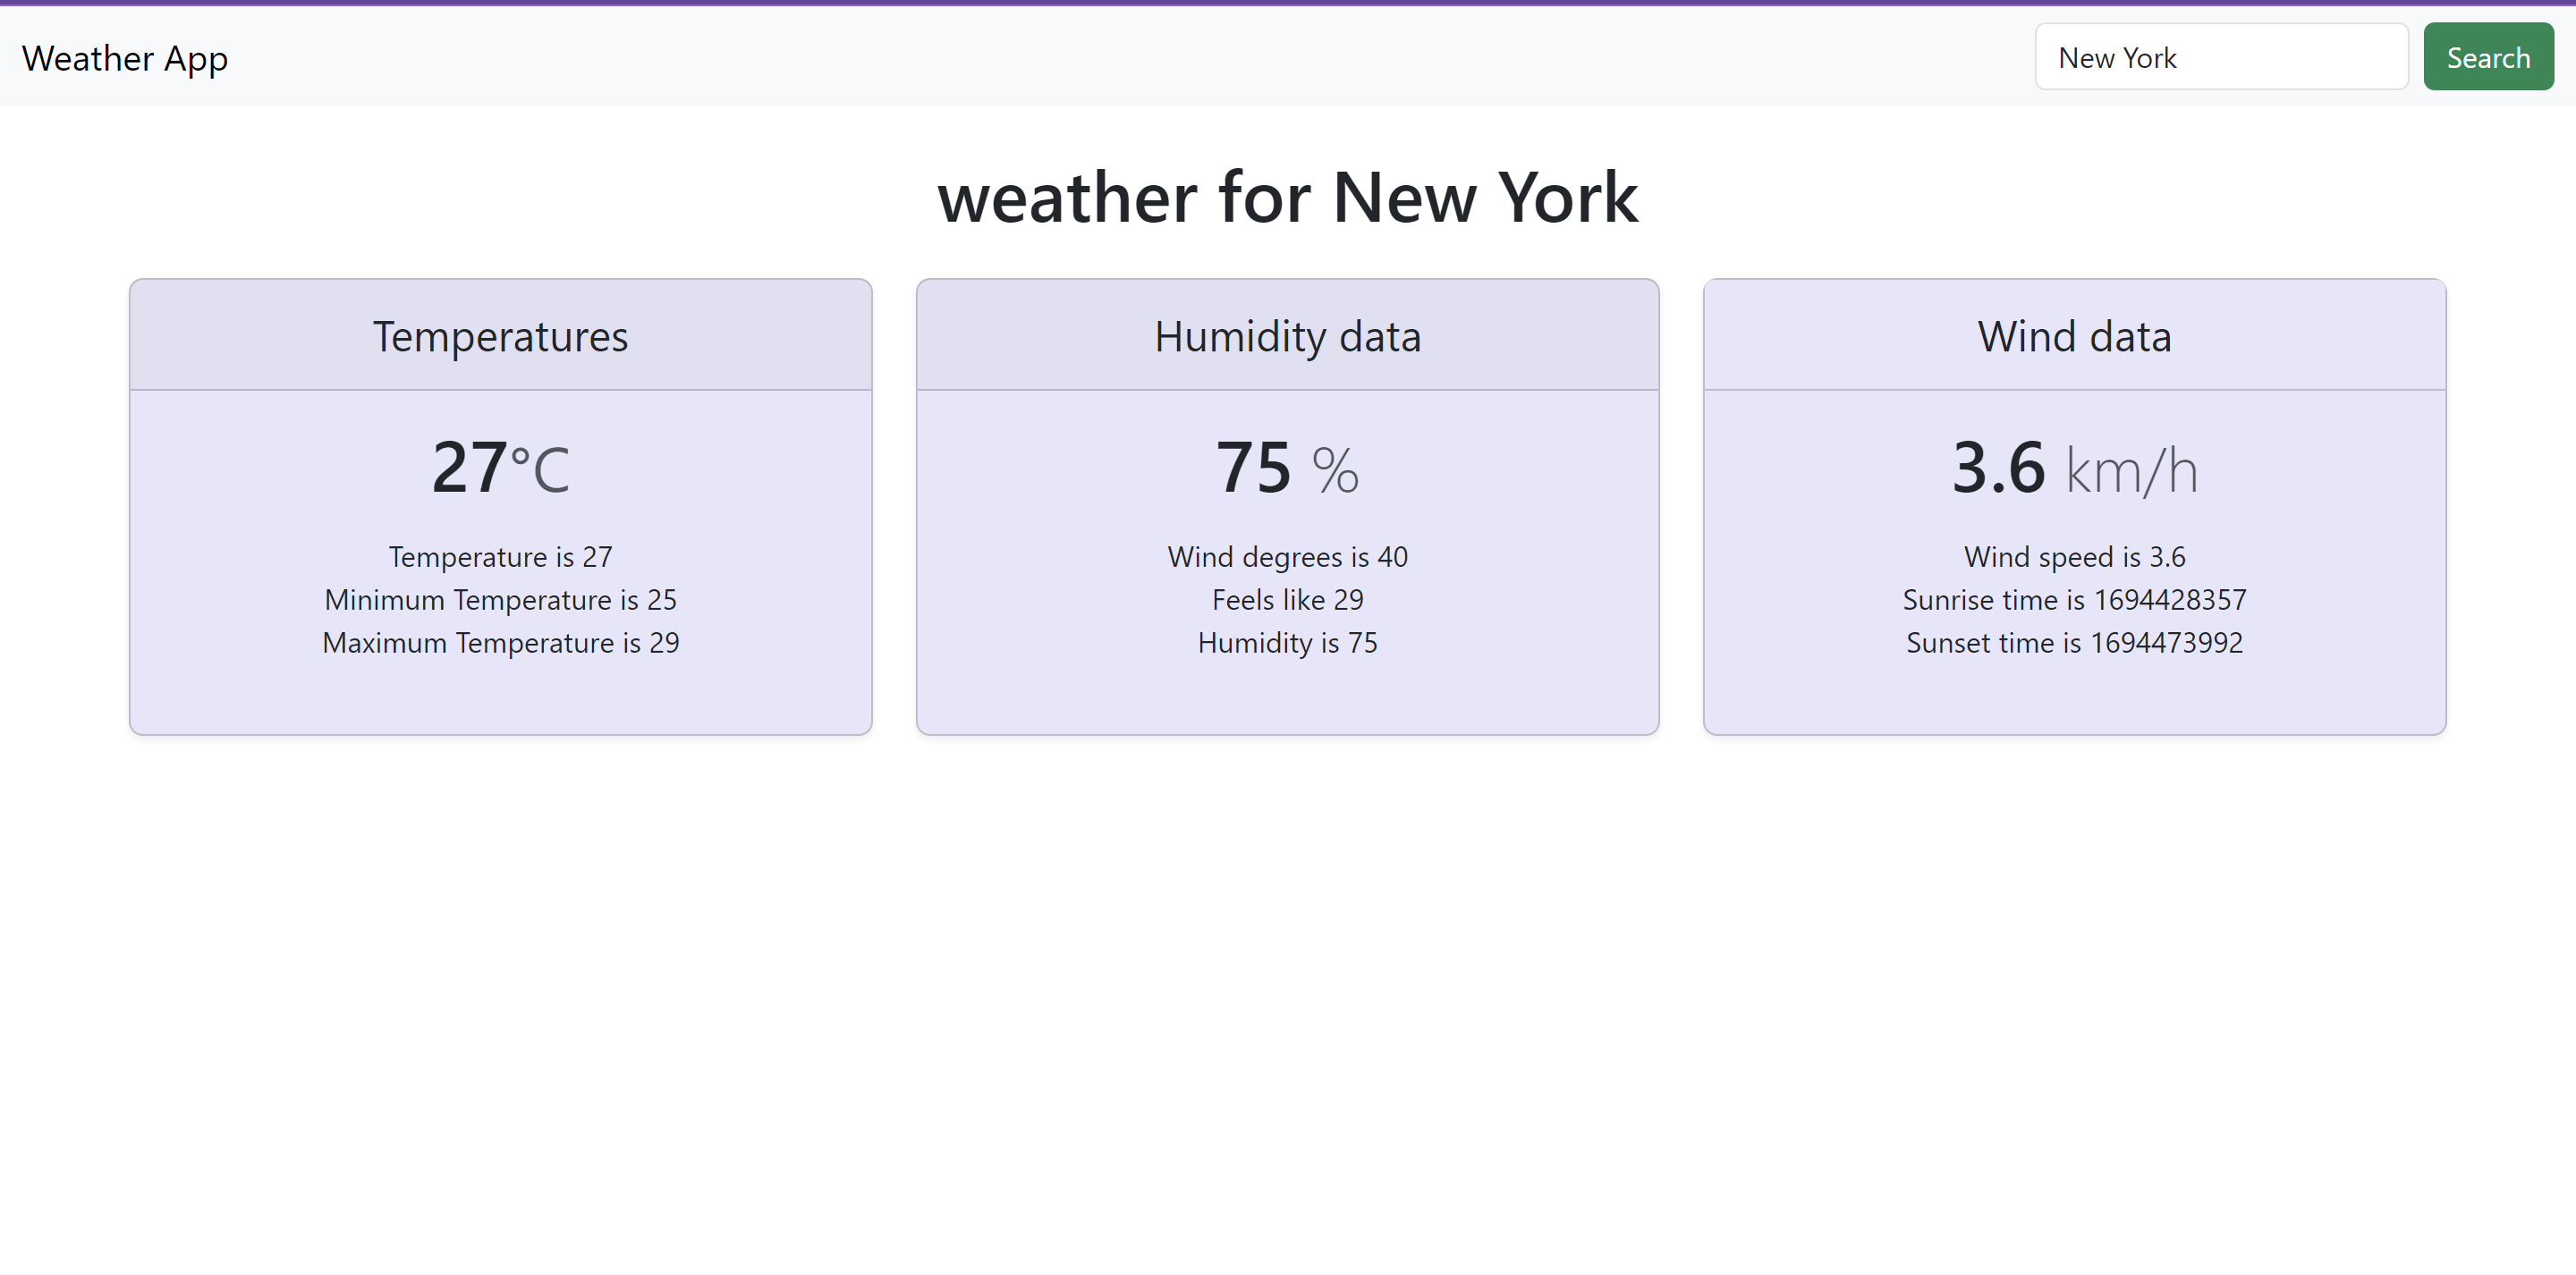 Weather App
New York
Search
weather for New York
Temperatures
27°C
Temperature is 27
Minimum Temperature is 25
Maximum Temperature is 29
Humidity data
75 %
Wind degrees is 40
Feels like 29
Humidity is 75
Wind data
3.6 km/h
Wind speed is 3.6
Sunrise time is 1694428357
Sunset time is 1694473992